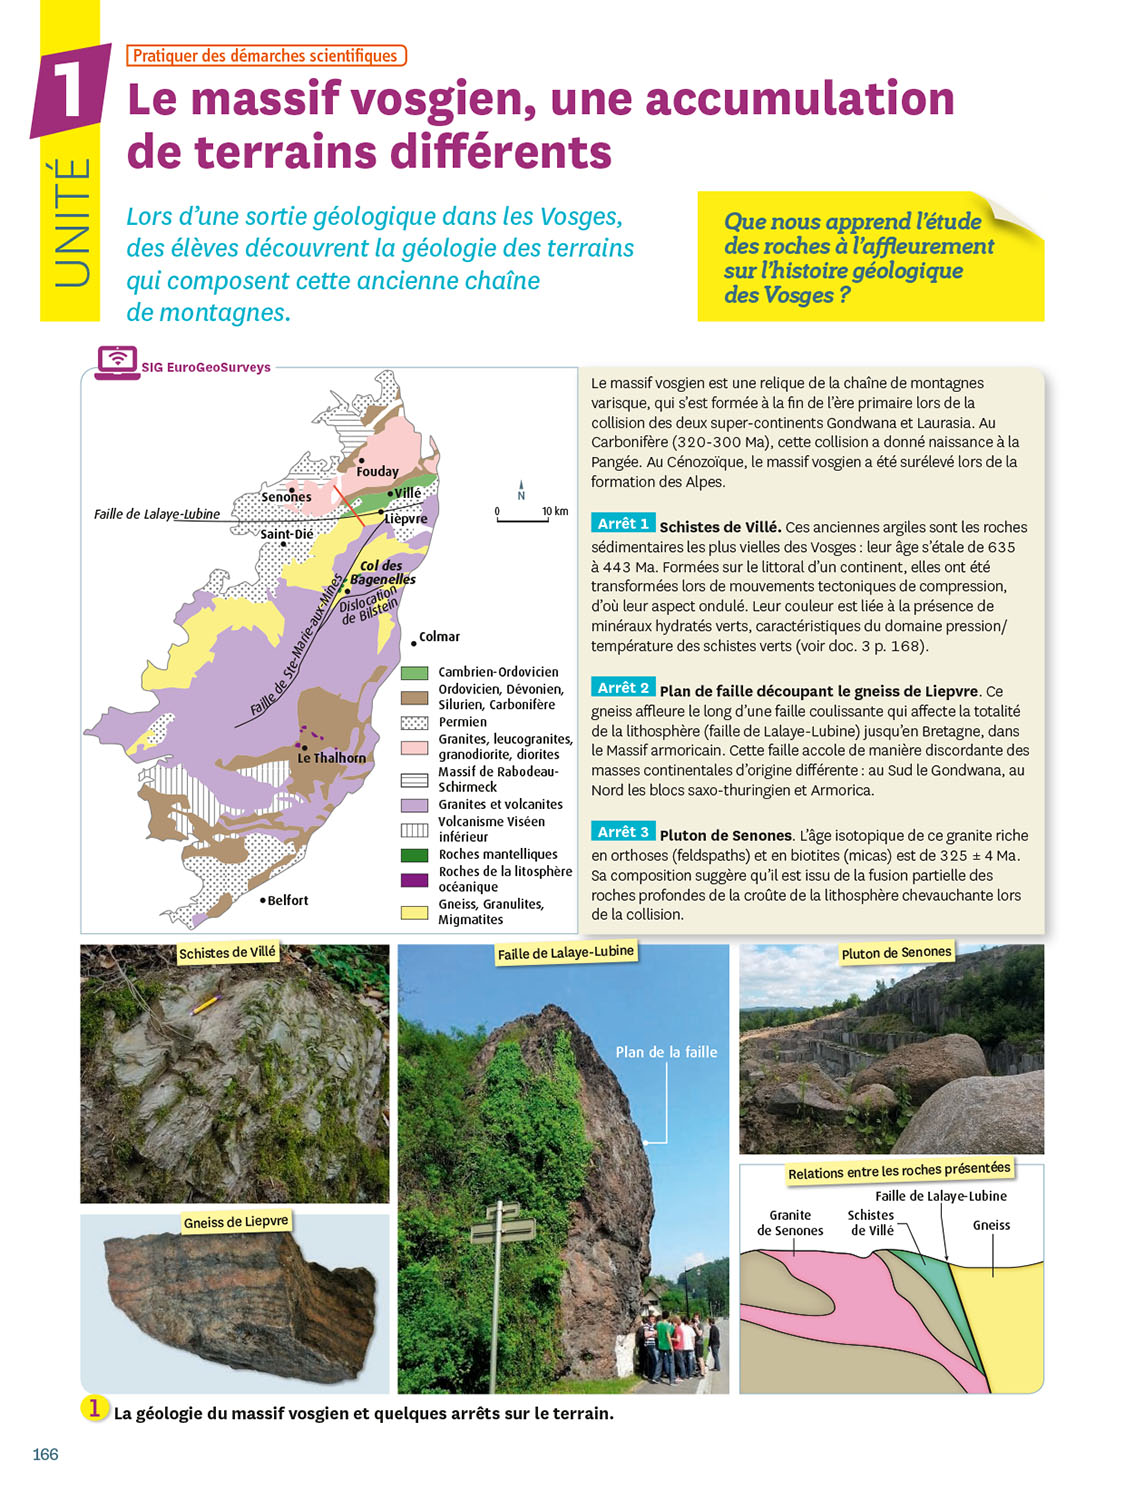 1
UNITÉ
Pratiquer des démarches scientifiques
Le massif vosgien, une accumulation
de terrains différents
Lors d'une sortie géologique dans les Vosges,
des élèves découvrent la géologie des terrains
qui composent cette ancienne chaîne
de montagnes.
Que nous apprend l'étude
des roches à l'affleurement
sur l'histoire géologique
des Vosges ?
SIG EuroGeoSurveys
Fouday
Senones
Villé
Faille de Lalaye-Lubine
Lièpvre
Saint-Dié
N
0 10 km
Col des
Bagenelles
Dislocation
de Bilstein
Faille de Ste-Marie-aux-Mines
Colmar
Le Thalhorn
Belfort
Cambrien-Ordovicien
Ordovicien, Dévonien,
Silurien, Carbonifère
Permien
Granites, leucogranites,
granodiorite, diorites
Massif de Rabodeau-
Schirmeck
Granites et volcanites
Volcanisme Viséen
inférieur
Roches mantelliques
Roches de la litosphère
océanique
Gneiss, Granulites,
Migmatites
Le massif vosgien est une relique de la chaîne de montagnes
varisque, qui s'est formée à la fin de l'ère primaire lors de la
collision des deux super-continents Gondwana et Laurasia. Au
Carbonifère (320-300 Ma), cette collision a donné naissance à la
Pangée. Au Cénozoïque, le massif vosgien a été surélevé lors de la
formation des Alpes.
Arrêt 1 Schistes de Villé. Ces anciennes argiles sont les roches
sédimentaires les plus vielles des Vosges : leur âge s'étale de 635
à 443 Ma. Formées sur le littoral d'un continent, elles ont été
transformées lors de mouvements tectoniques de compression,
d'où leur aspect ondulé. Leur couleur est liée à la présence de
minéraux hydratés verts, caractéristiques du domaine pression/
température des schistes verts (voir doc. 3 p. 168).
Arrêt 2 Plan de faille découpant le gneiss de Liepvre. Ce
gneiss affleure le long d'une faille coulissante qui affecte la totalité
de la lithosphère (faille de Lalaye-Lubine) jusqu'en Bretagne, dans
le Massif armoricain. Cette faille accole de manière discordante des
masses continentales d'origine différente : au Sud le Gondwana, au
Nord les blocs saxo-thuringien et Armorica.
Arrêt 3 Pluton de Senones. L'âge isotopique de ce granite riche
en orthoses (feldspaths) et en biotites (micas) est de 325 ± 4 Ma.
Sa composition suggère qu'il est issu de la fusion partielle des
roches profondes de la croûte de la lithosphère chevauchante lors
de la collision.
Schistes de Villé
Faille de Lalaye-Lubine
Plan de la faille
Pluton de Senones
Gneiss de Liepvre
Relations entre les roches présentées
Faille de Lalaye-Lubine
Granite
de Senones
Schistes
de Villé
Gneiss
1 La géologie du massif vosgien et quelques arrêts sur le terrain.
166